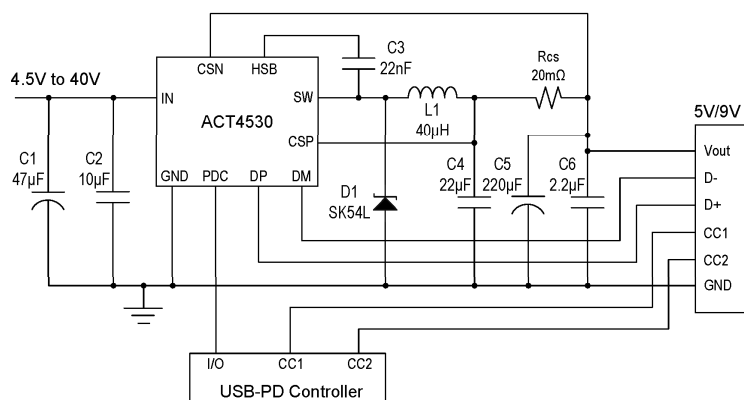 4.5V to 40V
C1
47µF
C2
10µF
CSN
HSB
IN
SW
ACT4530
CSP
GND
PDC
DP
DM
C3
22nF
L1
40µH
Rcs
20mΩ
D1
SK54L
C4
22µF
C5
220µF
C6
2.2µF
5V/9V
Vout
D-
D+
CC1
CC2
GND
I/O
CC1
CC2
USB-PD Controller